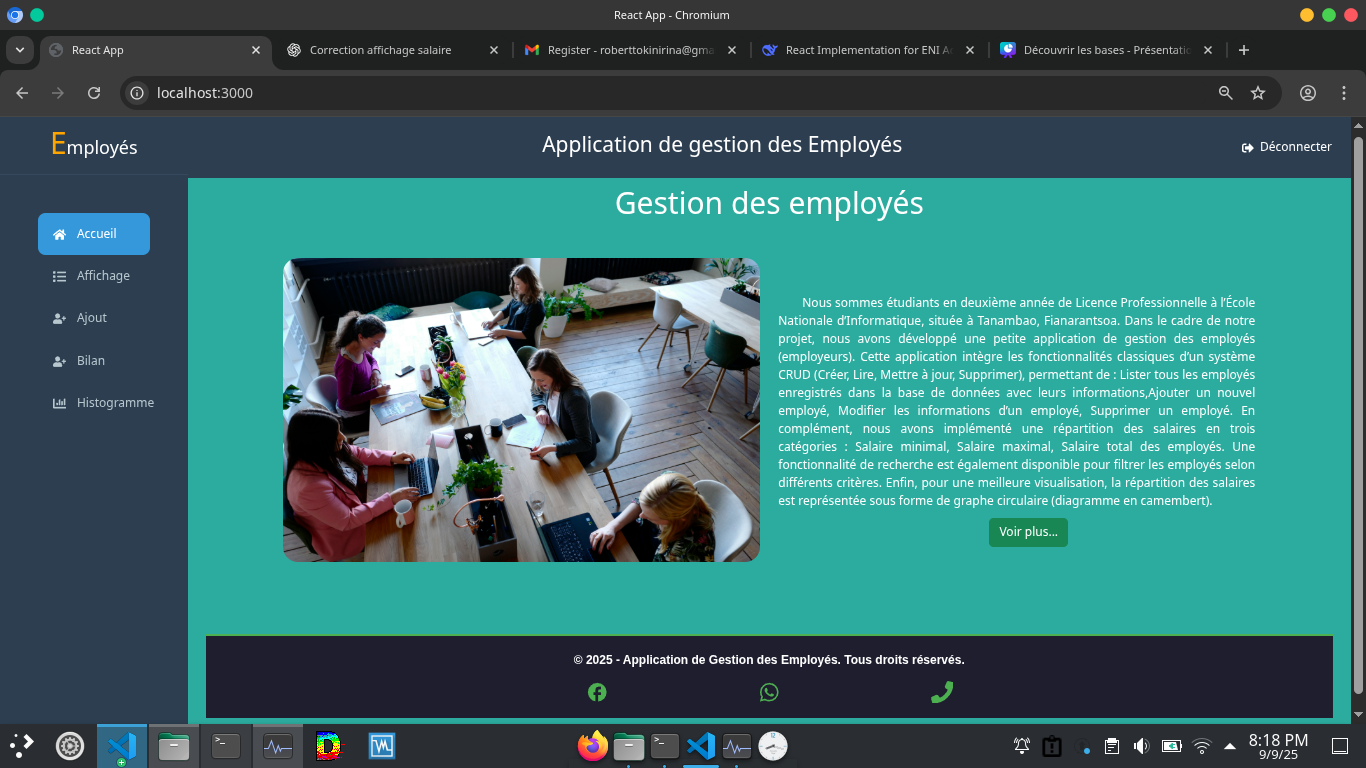 React App - Chromium
React App
Correction affichage salaire
Register - roberttokinirina@gma
React Implementation for ENI A
Découvrir les bases - Présentatio
localhost:3000
Employés
Application de gestion des Employés
Déconnecter
Accueil
Affichage
Ajout
Bilan
Histogramme
Gestion des employés
Nous sommes étudiants en deuxième année de Licence Professionnelle à l’École
Nationale d’Informatique, située à Tanambao, Fianarantsoa. Dans le cadre de notre
projet, nous avons développé une petite application de gestion des employés
(employeurs). Cette application intègre les fonctionnalités classiques d’un système
CRUD (Créer, Lire, Mettre à jour, Supprimer), permettant de : Lister tous les employés
enregistrés dans la base de données avec leurs informations,Ajouter un nouvel
employé, Modifier les informations d’un employé, Supprimer un employé. En
complément, nous avons implémenté une répartition des salaires en trois
catégories : Salaire minimal, Salaire maximal, Salaire total des employés. Une
fonctionnalité de recherche est également disponible pour filtrer les employés selon
différents critères. Enfin, pour une meilleure visualisation, la répartition des salaires
est représentée sous forme de graphe circulaire (diagramme en camembert).
Voir plus...
© 2025 - Application de Gestion des Employés. Tous droits réservés.
8:18 PM
9/9/25